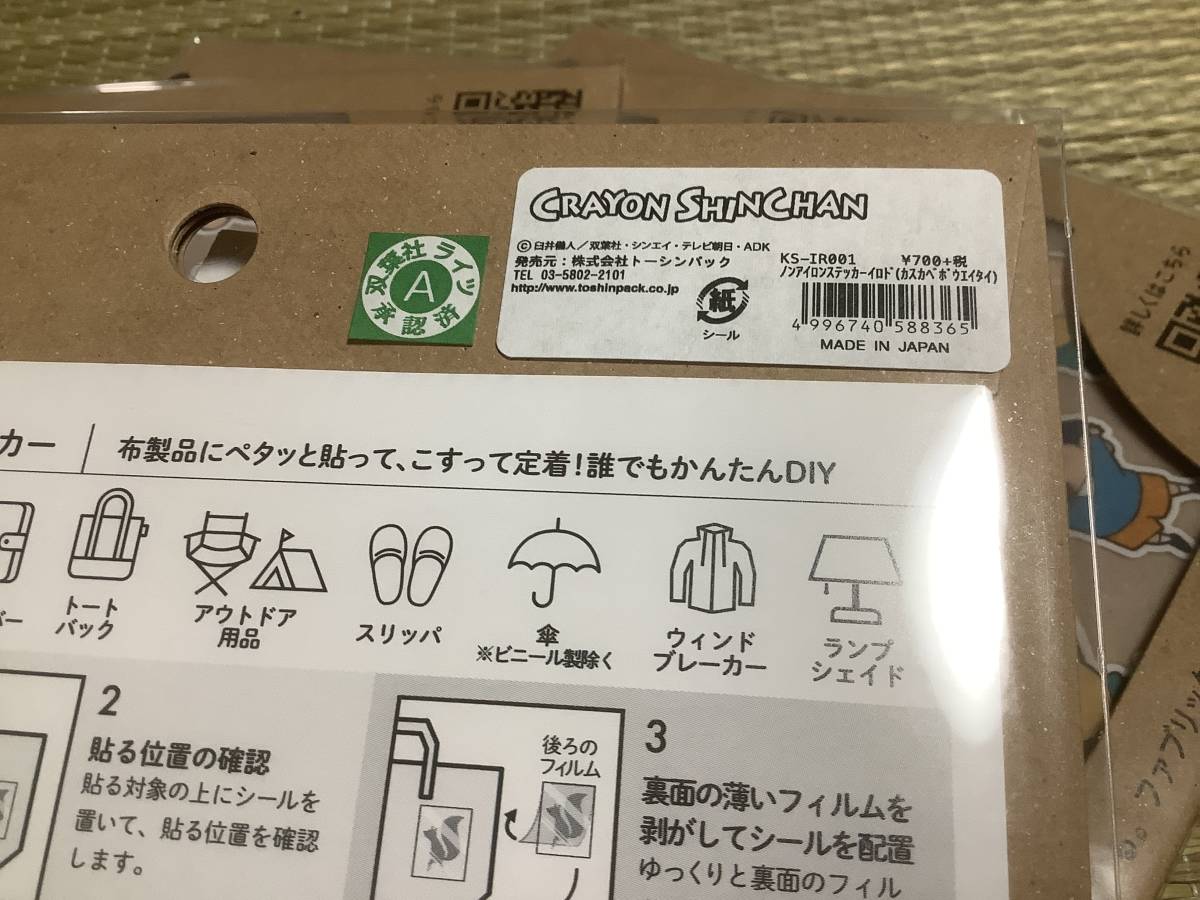 CRAYON SHINCHAN
©臼井儀人/双葉社・シンエイ・テレビ朝日・ADK
発売元:株式会社トーシンパック
TEL 03-5802-2101
http://www.toshinpack.co.jp
紙
シール
KS-IR001 ¥700+税
ノンアイロンステッカーイロド(カスカベボウエイタイ)
4 996740 588365
MADE IN JAPAN
双葉社 ライツ
A
承認済
詳しくはこちら
カー
布製品にペタッと貼って、こすって定着!誰でもかんたんDIY
バー
トート
バック
アウトドア
用品
スリッパ
傘
※ビニール製除く
ウィンド
ブレーカー
ランプ
シェイド
2
貼る位置の確認
貼る対象の上にシールを
置いて、貼る位置を確認
します。
後ろの
フィルム
3
裏面の薄いフィルムを
剥がしてシールを配置
ゆっくりと裏面のフィル
ファブリック